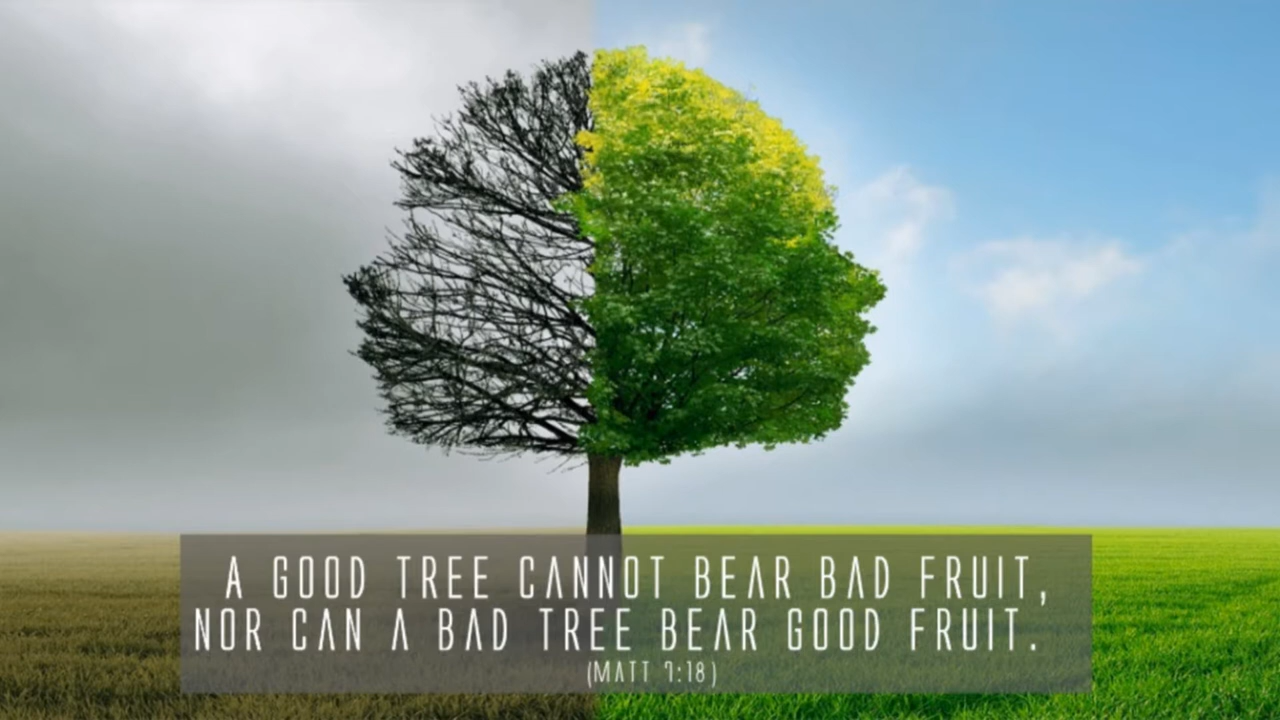 A GOOD TREE CANNOT BEAR BAD FRUIT,
NOR CAN A BAD TREE BEAR GOOD FRUIT.
(MATT 7:18)